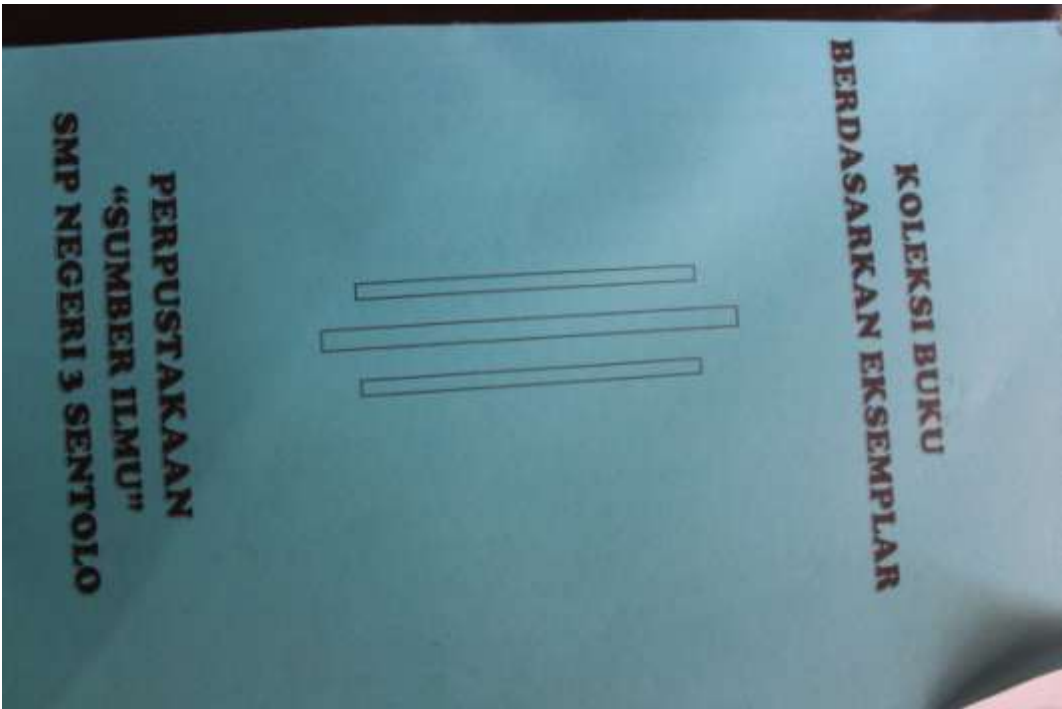 KOLEKSI BUKU
BERDASARKAN EKSEMPLAR
PERPUSTAKAAN
“SUMBER ILMU”
SMP NEGERI 3 SENTOLO